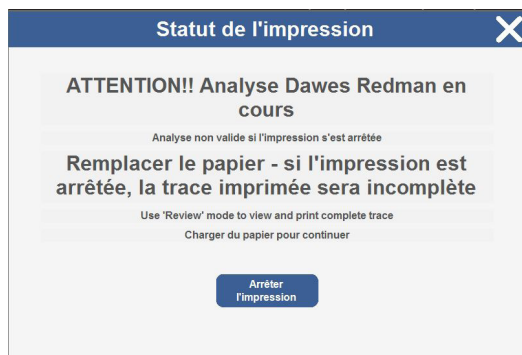 Statut de l'impression
ATTENTION!! Analyse Dawes Redman en
cours
Analyse non valide si l'impression s'est arrêtée
Remplacer le papier - si l'impression est
arrêtée, la trace imprimée sera incomplète
Use 'Review' mode to view and print complete trace
Charger du papier pour continuer
Arrêter
l'impression